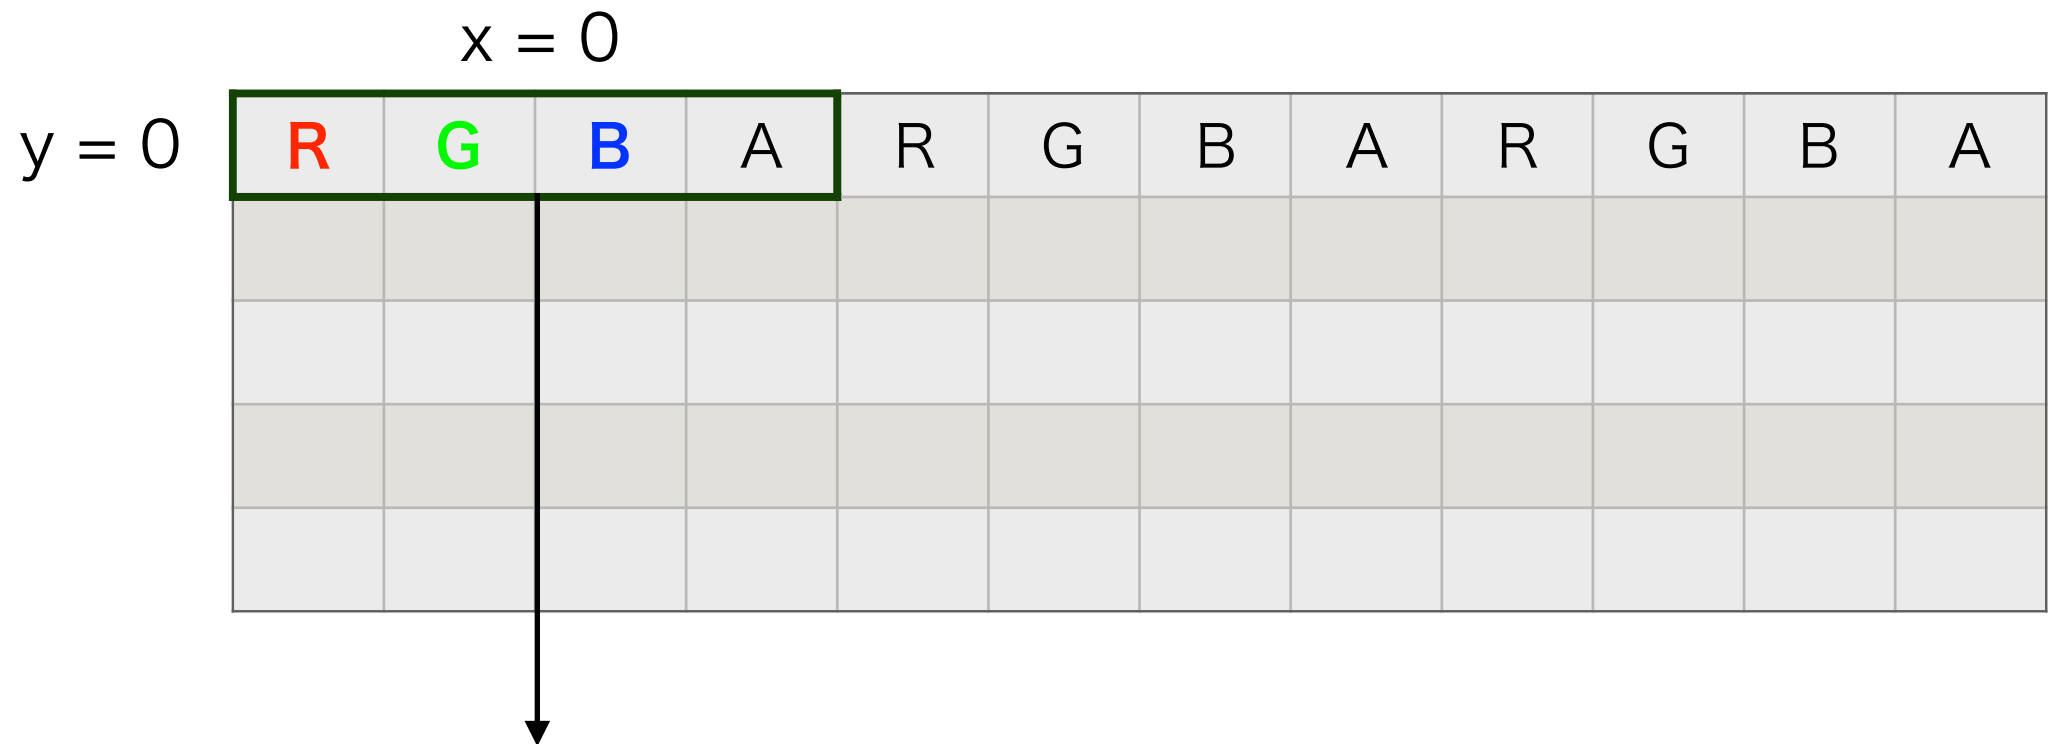 x = 0
y = 0 R G B A R G B A R G B A